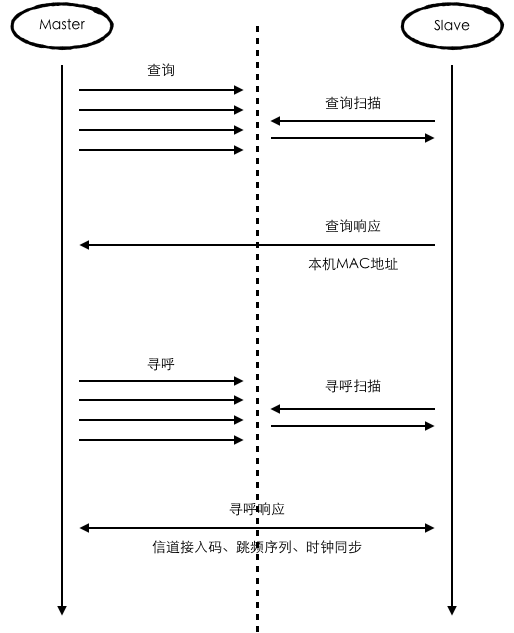 Master
Slave
查询
查询扫描
查询响应
本机MAC地址
寻呼
寻呼扫描
寻呼响应
信道接入码、跳频序列、时钟同步